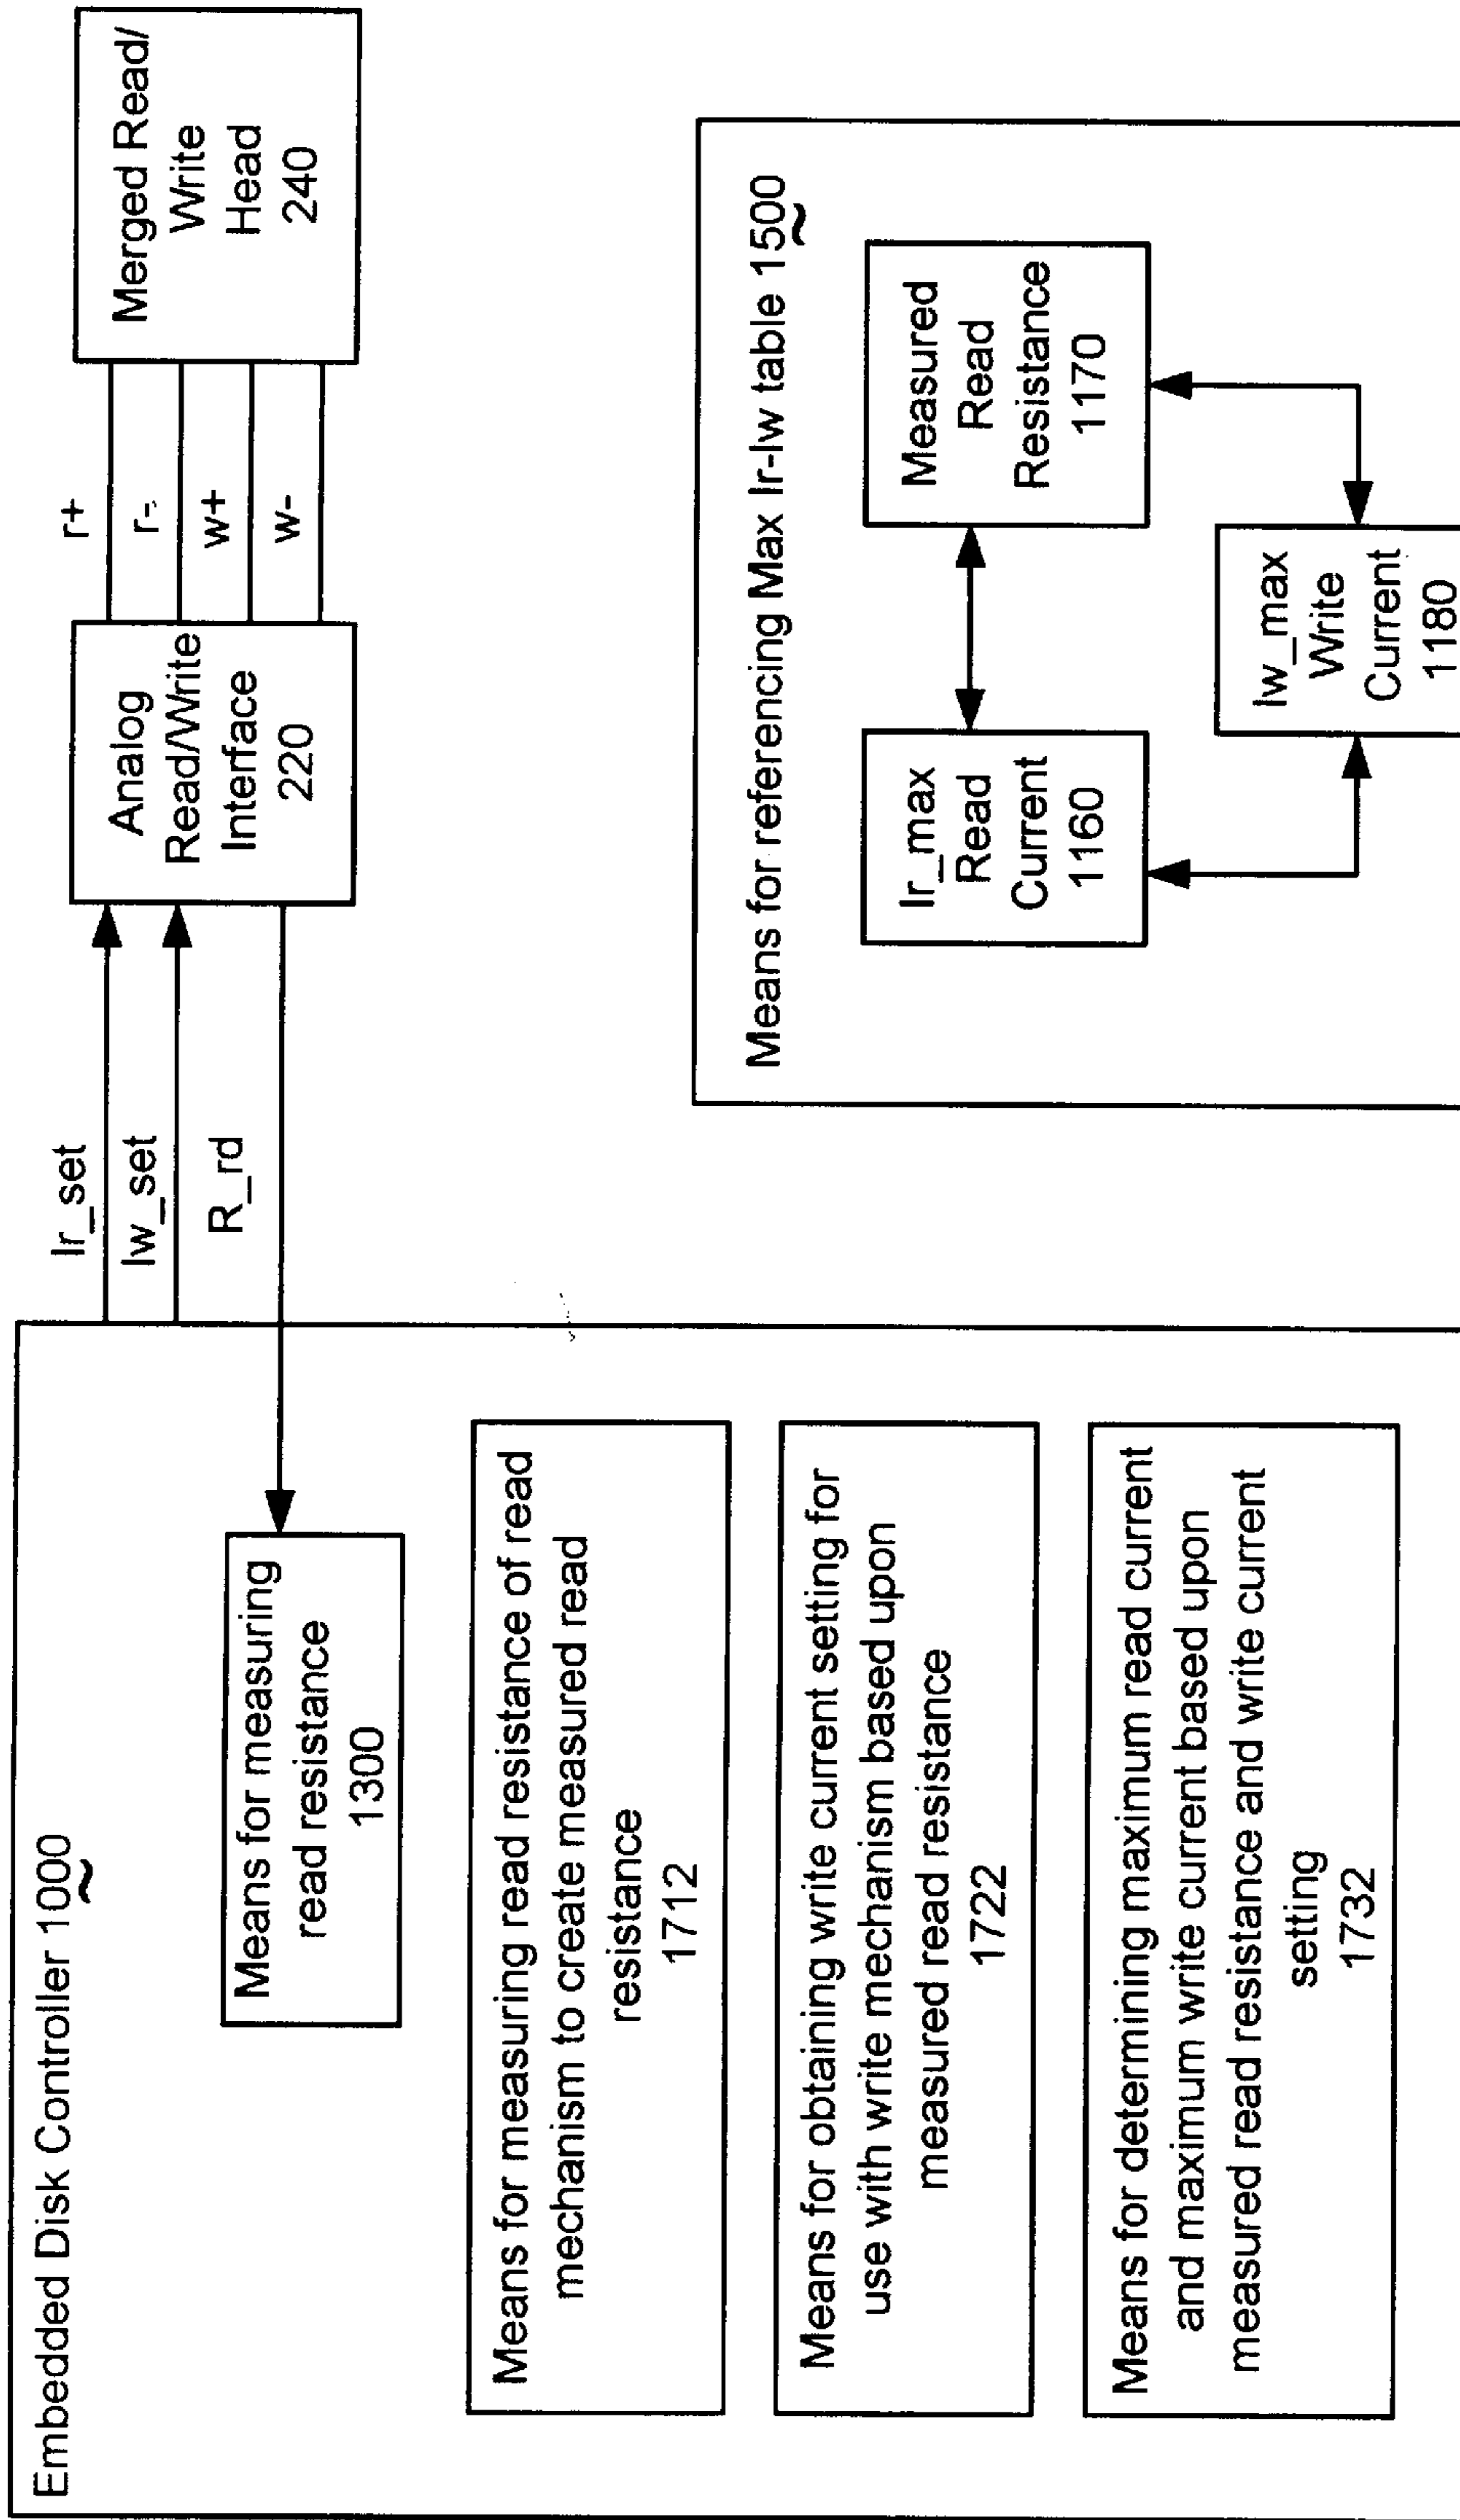 Embedded Disk Controller 1000
Means for measuring
read resistance
1300
Means for measuring read resistance of read
mechanism to create measured read
resistance
1712
Means for obtaining write current setting for
use with write mechanism based upon
measured read resistance
1722
Means for determining maximum read current
and maximum write current based upon
measured read resistance and write current
setting
1732
Ir_set
Iw_set
R_rd
Analog
Read/Write
Interface
220
r+
r-
w+
w-
Merged Read/
Write
Head
240
Means for referencing Max Ir-Iw table 1500
Ir_max
Read
Current
1160
Measured
Read
Resistance
1170
Iw_max
Write
Current
1180